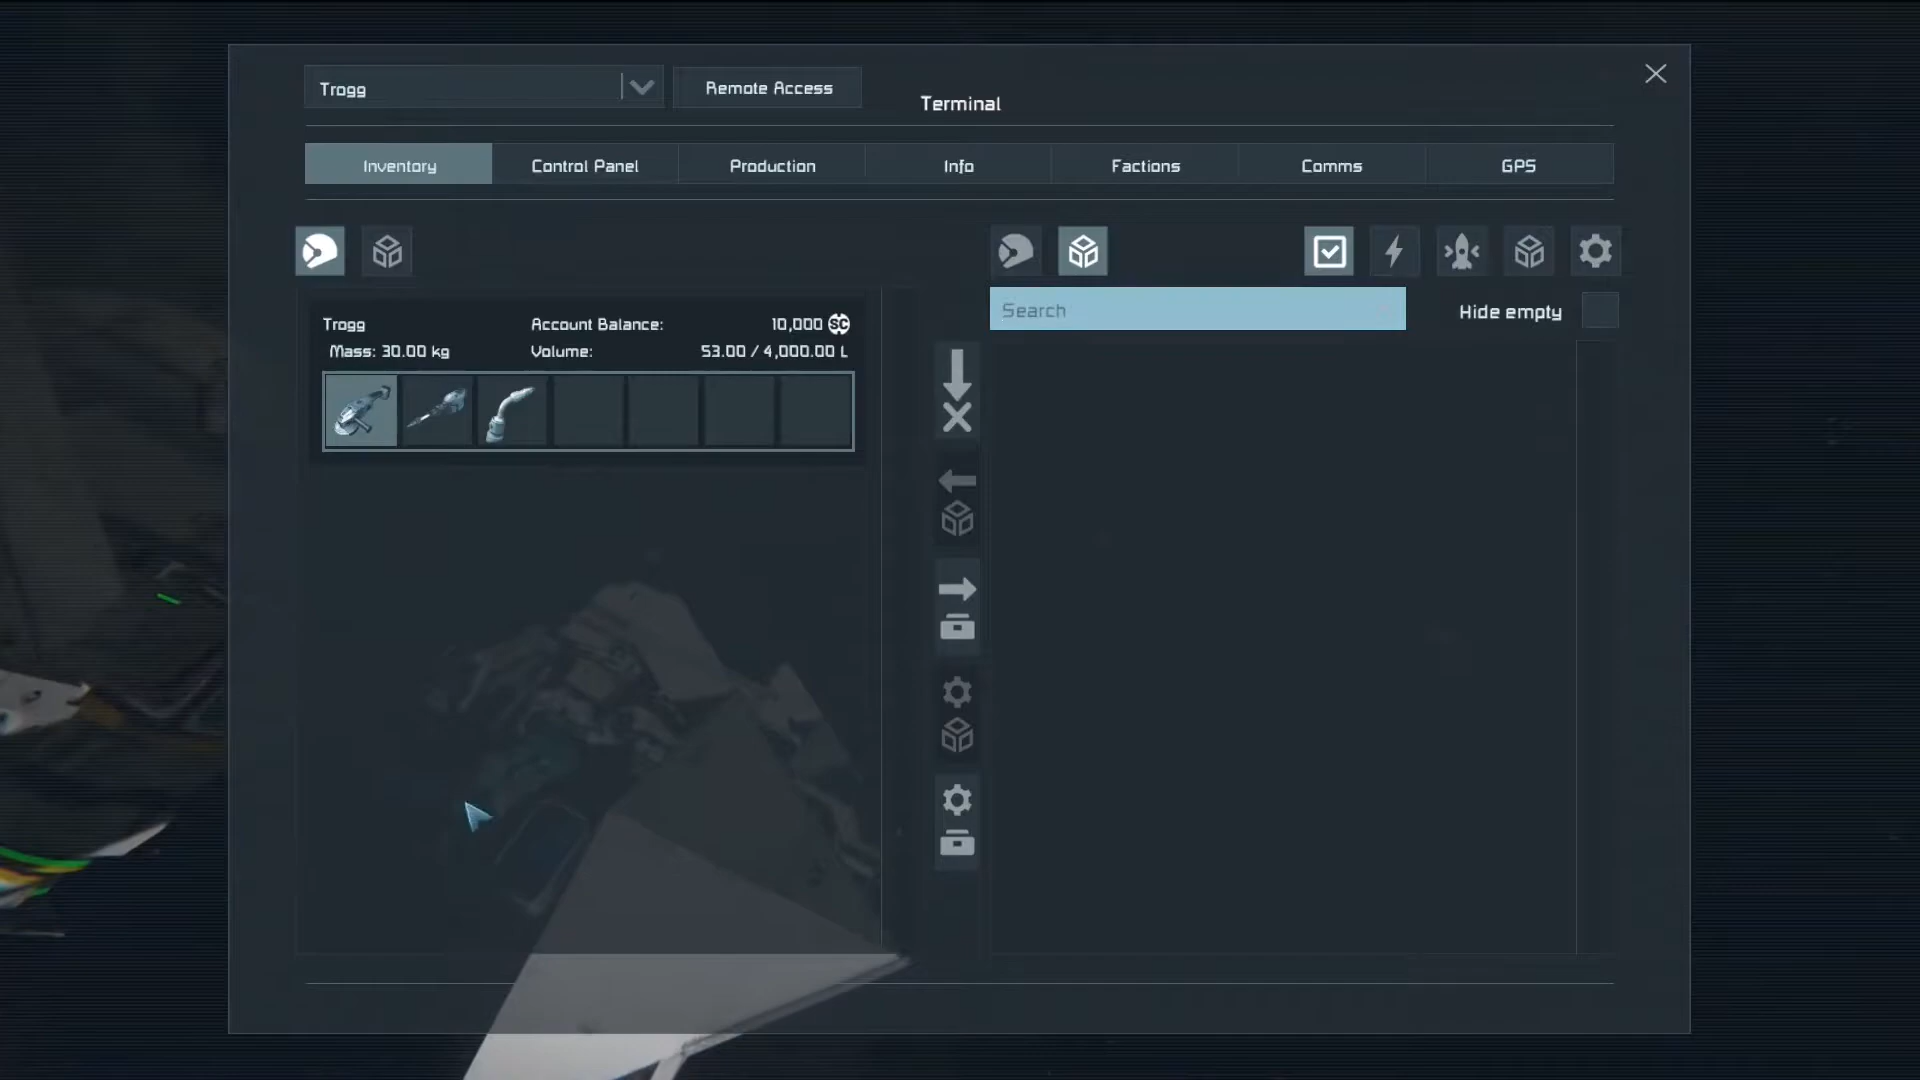 Trogg
Remote Access
Terminal
Inventory
Control Panel
Production
Info
Factions
Comms
GPS
Search
Hide empty
Trogg
Account Balance: 10,000 SC
Mass: 30.00 kg
Volume: 53.00 / 4,000.00 L